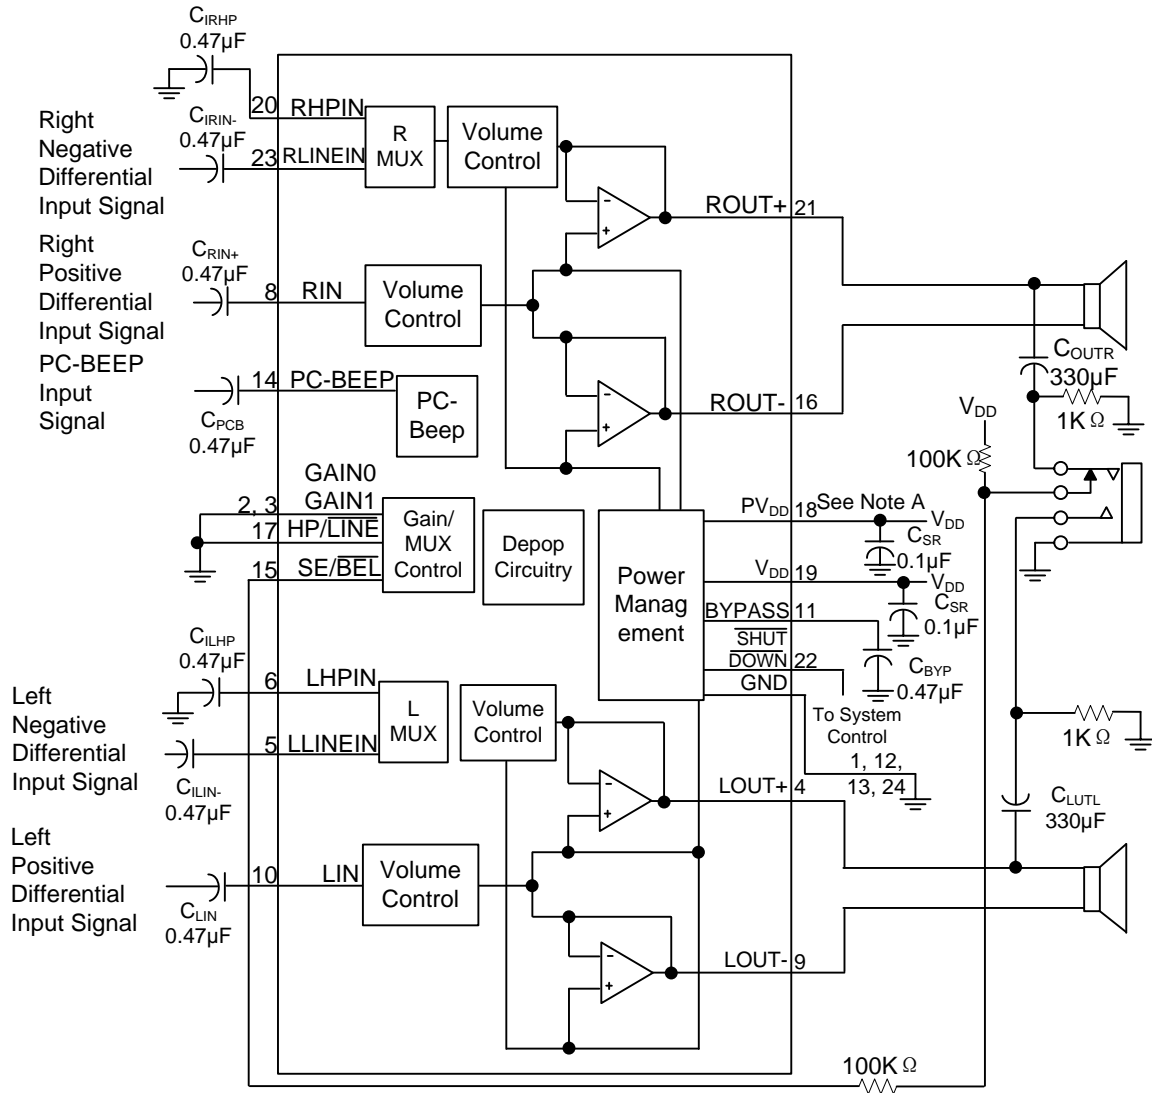 CIRHP
0.47µF
20 RHPIN
Right
Negative
Differential
Input Signal
CIRIN-
0.47µF
23 RLINEIN
R
MUX
Volume
Control
ROUT+ 21
Right
Positive
Differential
Input Signal
CRIN+
0.47µF
8 RIN
Volume
Control
PC-BEEP
Input
Signal
14 PC-BEEP
CPCB
0.47µF
PC-
Beep
ROUT- 16
COUTR
330µF
1K Ω
VDD
100K Ω
GAIN0
2, 3 GAIN1
17 HP/LINE
15 SE/BEL
Gain/
MUX
Control
Depop
Circuitry
Power
Manag
ement
PVDD 18
See Note A
VDD
CSR
0.1µF
VDD 19
VDD
CSR
0.1µF
BYPASS 11
CBYP
0.47µF
SHUT
DOWN 22
GND
To System
Control
1, 12,
13, 24
CILHP
0.47µF
6 LHPIN
Left
Negative
Differential
Input Signal
5 LLINEIN
CILIN-
0.47µF
L
MUX
Volume
Control
LOUT+ 4
1K Ω
CLUTL
330µF
Left
Positive
Differential
Input Signal
10 LIN
CLIN
0.47µF
Volume
Control
LOUT- 9
100K Ω